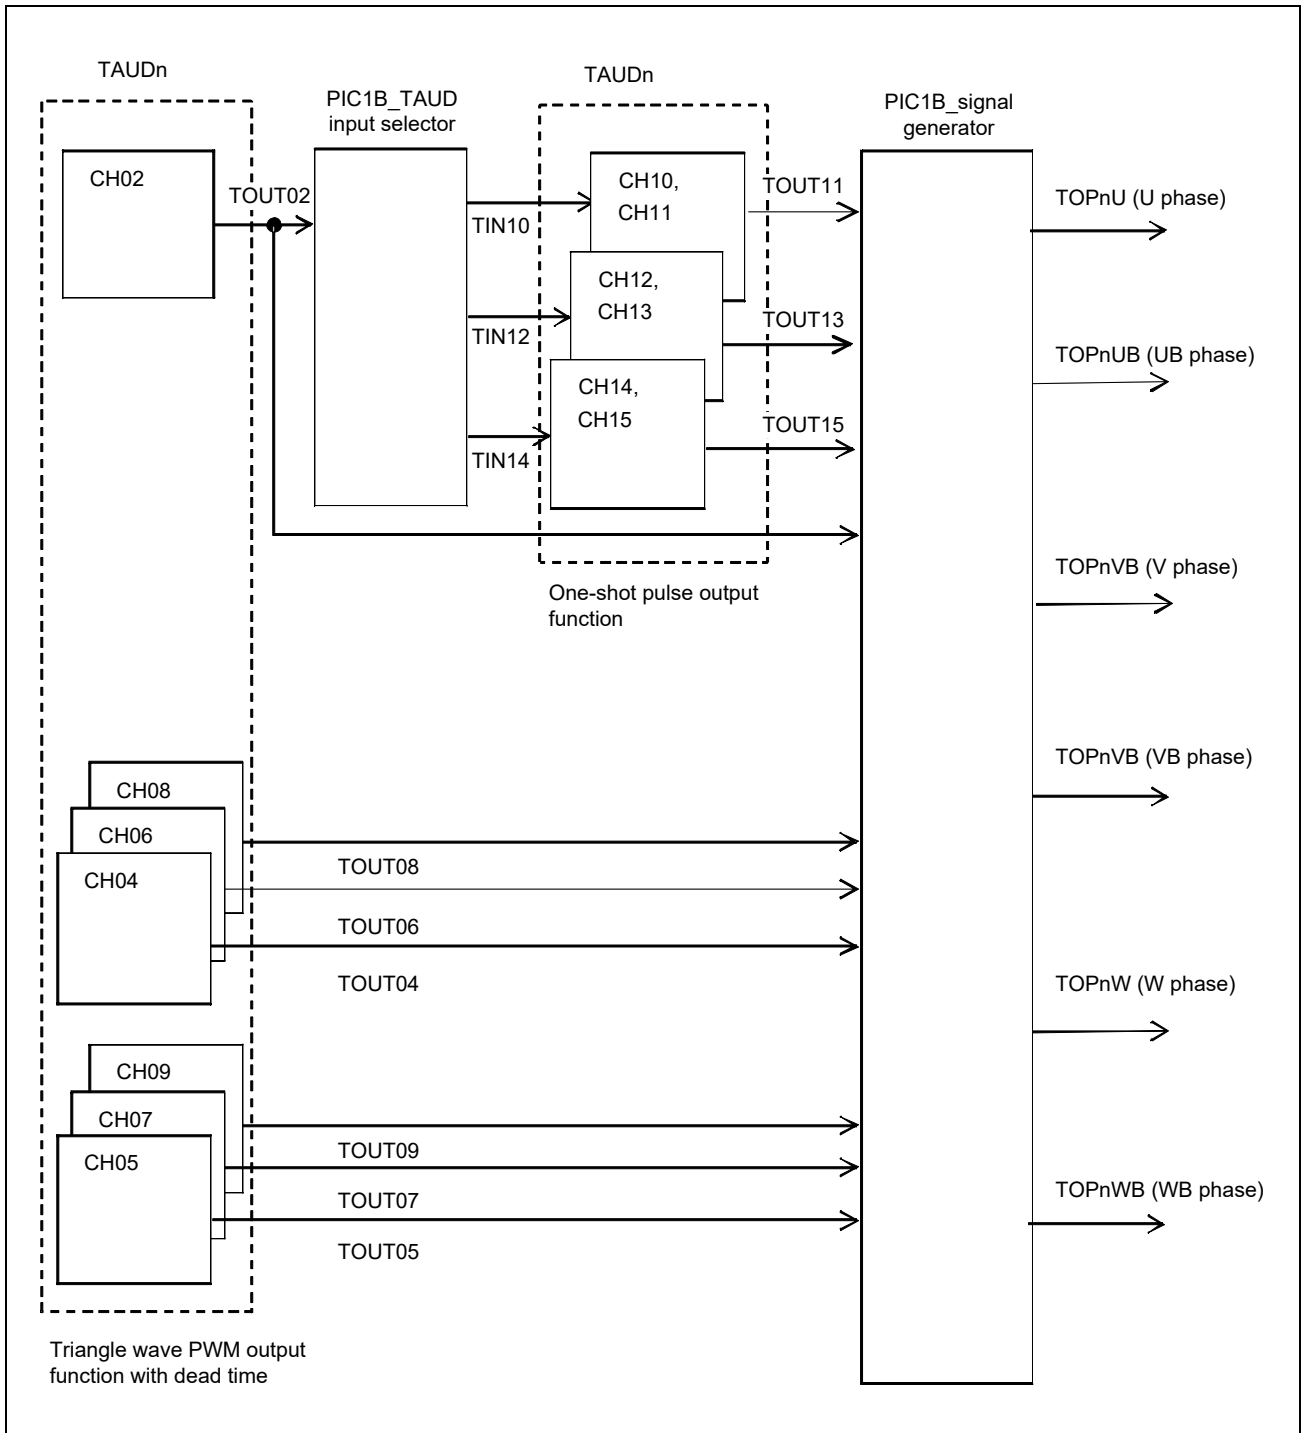 TAUDn
TAUDn
PIC1B_TAUD
input selector
PIC1B_signal
generator
CH02
TOUT02
TIN10
TIN12
TIN14
CH10,
CH11
CH12,
CH13
CH14,
CH15
TOUT11
TOUT13
TOUT15
One-shot pulse output
function
TOPnU (U phase)
TOPnUB (UB phase)
TOPnVB (V phase)
TOPnVB (VB phase)
TOPnW (W phase)
TOPnWB (WB phase)
CH08
CH06
CH04
TOUT08
TOUT06
TOUT04
CH09
CH07
CH05
TOUT09
TOUT07
TOUT05
Triangle wave PWM output
function with dead time